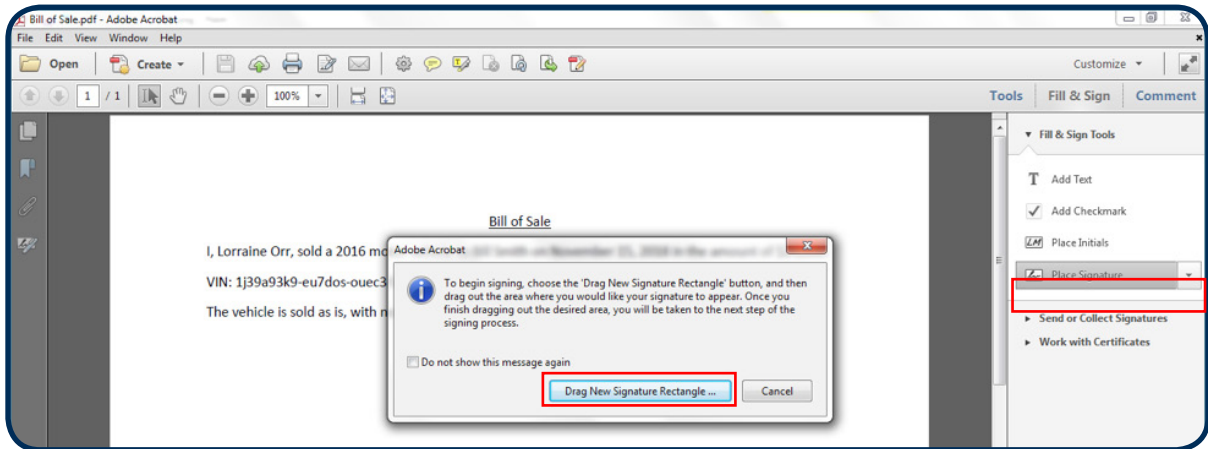 Bill of Sale.pdf - Adobe Acrobat
File Edit View Window Help
Open Create Customize
1 / 1 100% Tools Fill & Sign Comment
Fill & Sign Tools
T Add Text
Add Checkmark
Place Initials
Place Signature
Send or Collect Signatures
Work with Certificates
Bill of Sale
I, Lorraine Orr, sold a 2016 mo
VIN: 1j39a93k9-eu7dos-ouec3
The vehicle is sold as is, with n
Adobe Acrobat
To begin signing, choose the 'Drag New Signature Rectangle' button, and then
drag out the area where you would like your signature to appear. Once you
finish dragging out the desired area, you will be taken to the next step of the
signing process.
Do not show this message again
Drag New Signature Rectangle ... Cancel